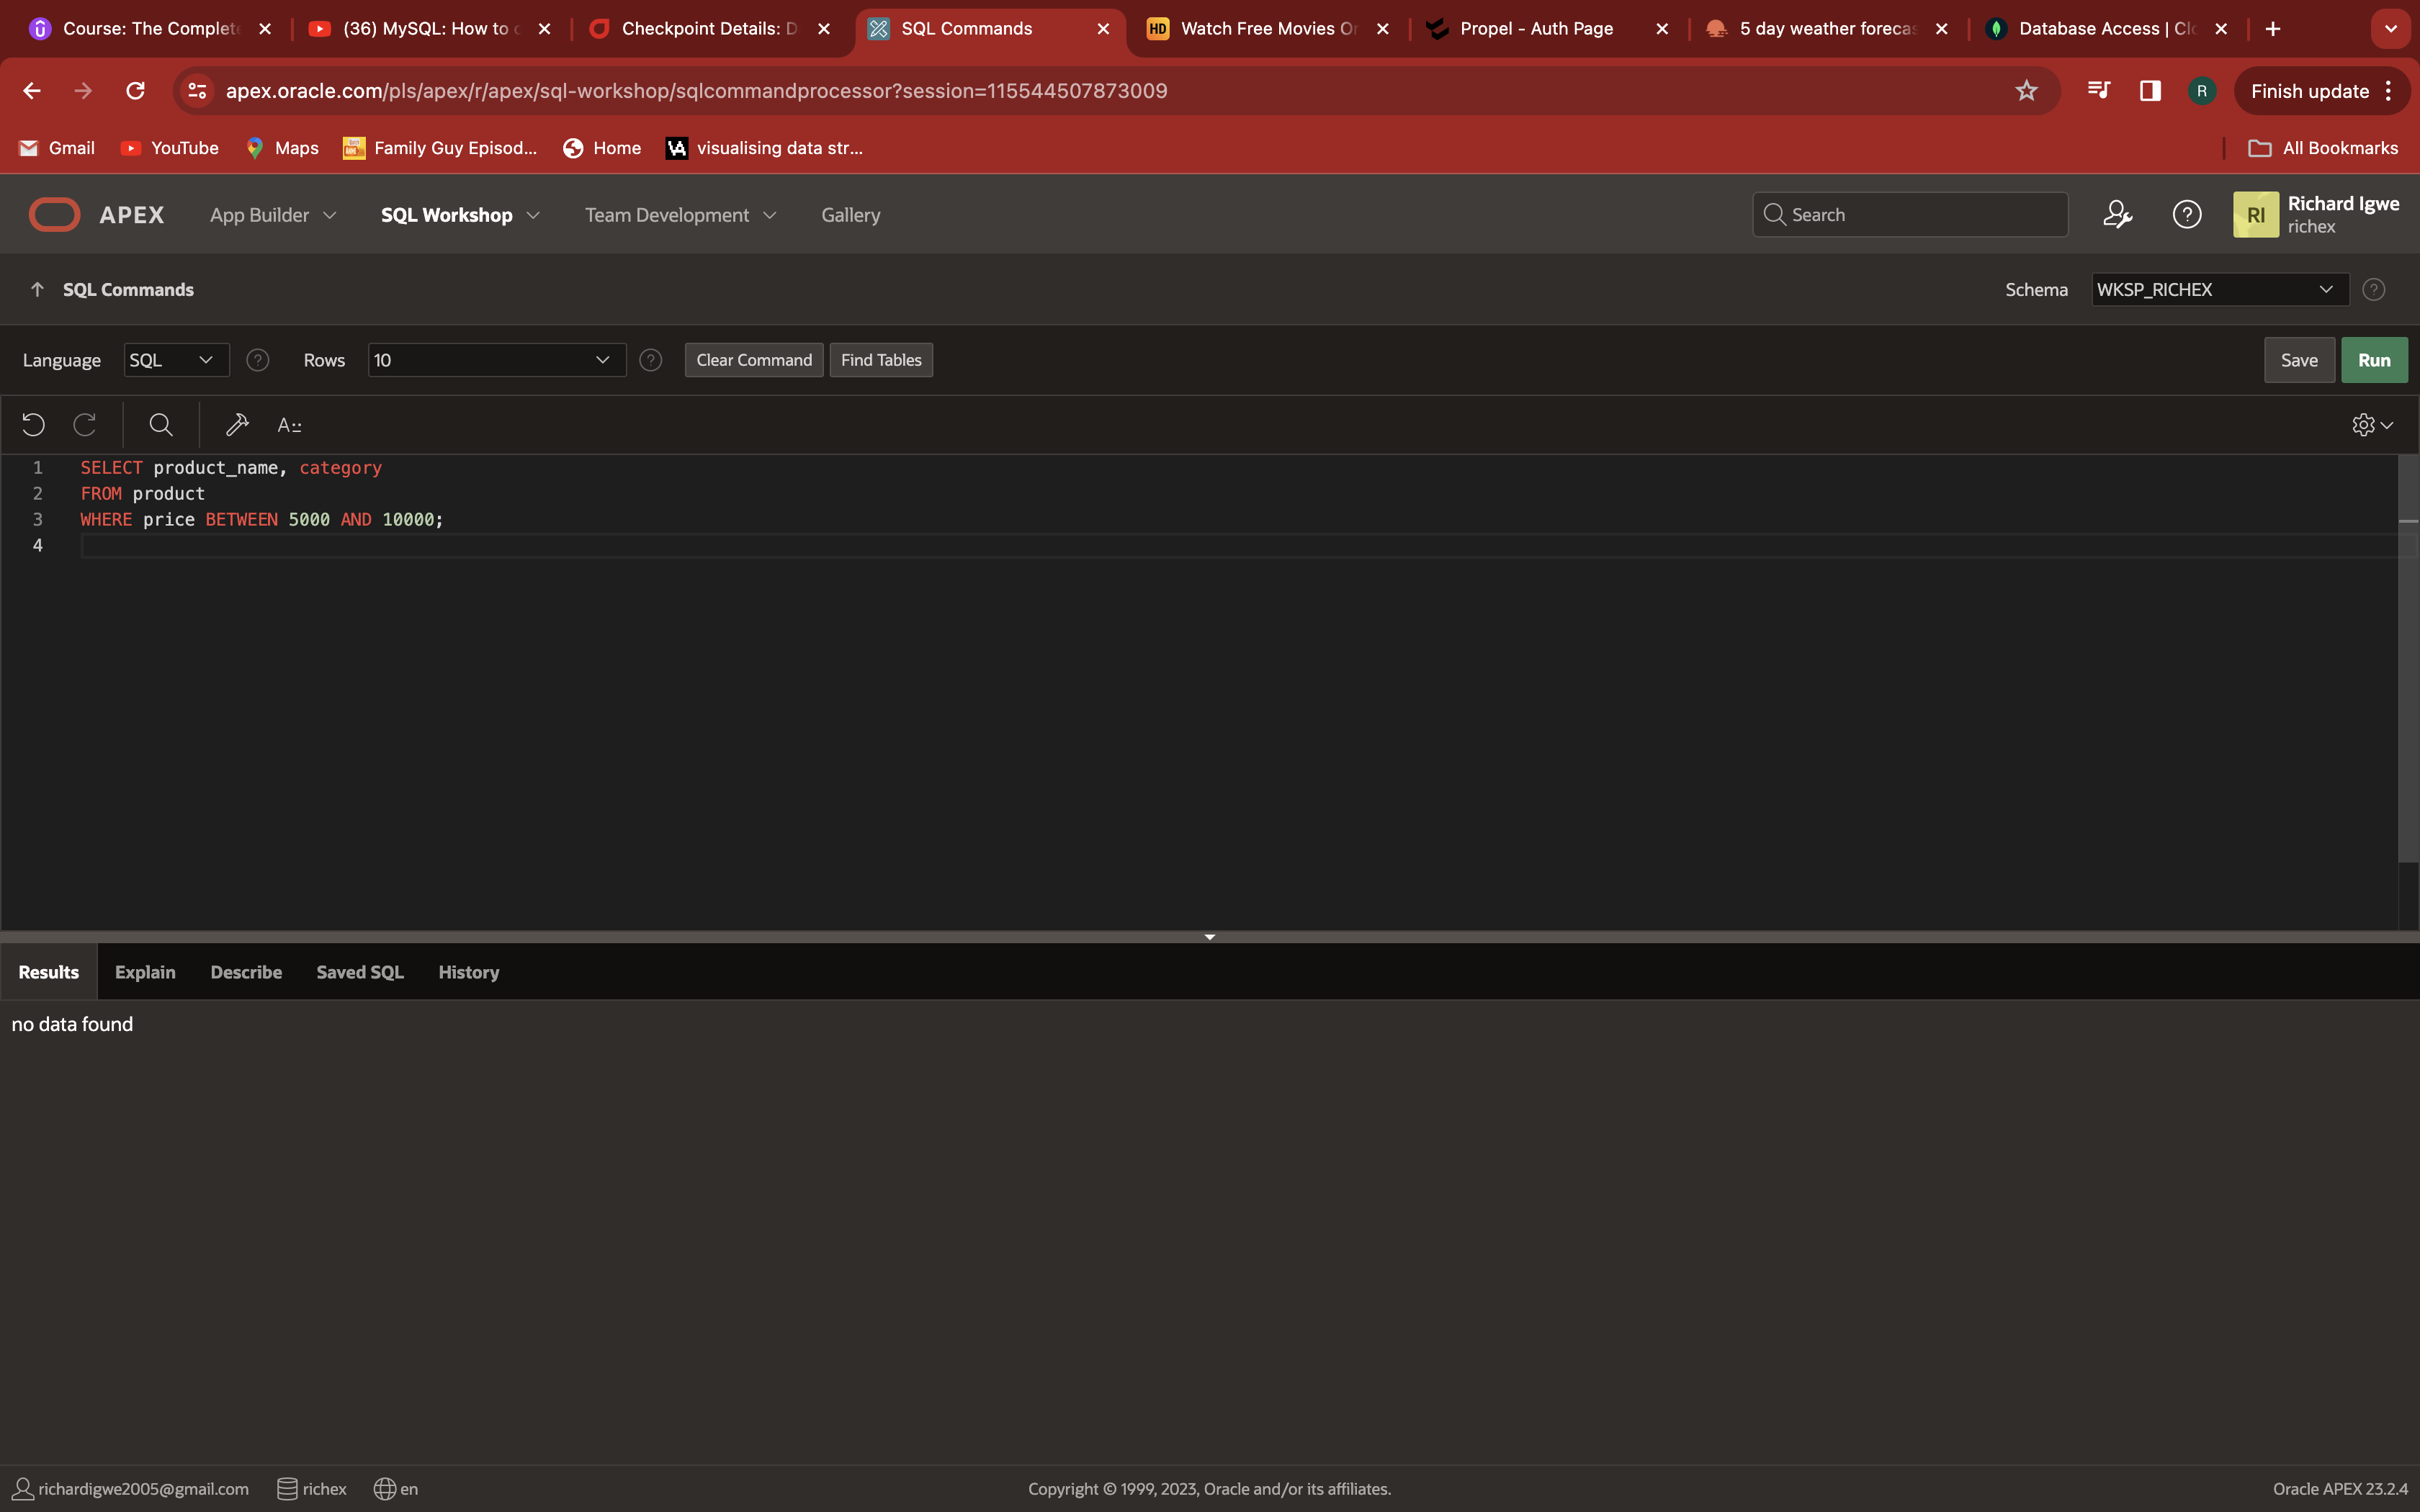 Course: The Complete
(36) MySQL: How to c
Checkpoint Details: D
SQL Commands
HD Watch Free Movies Or
Propel - Auth Page
5 day weather forecas
Database Access | Clo
apex.oracle.com/pls/apex/r/apex/sql-workshop/sqlcommandprocessor?session=115544507873009
R
Finish update
Gmail
YouTube
Maps
Family Guy Episod...
Home
visualising data str...
All Bookmarks
APEX
App Builder
SQL Workshop
Team Development
Gallery
Search
RI
Richard Igwe
richex
SQL Commands
Schema
WKSP_RICHEX
Language
SQL
Rows
10
Clear Command
Find Tables
Save
Run
A::
1 SELECT product_name, category
2 FROM product
3 WHERE price BETWEEN 5000 AND 10000;
4
Results
Explain
Describe
Saved SQL
History
no data found
richardigwe2005@gmail.com
richex
en
Copyright © 1999, 2023, Oracle and/or its affiliates.
Oracle APEX 23.2.4